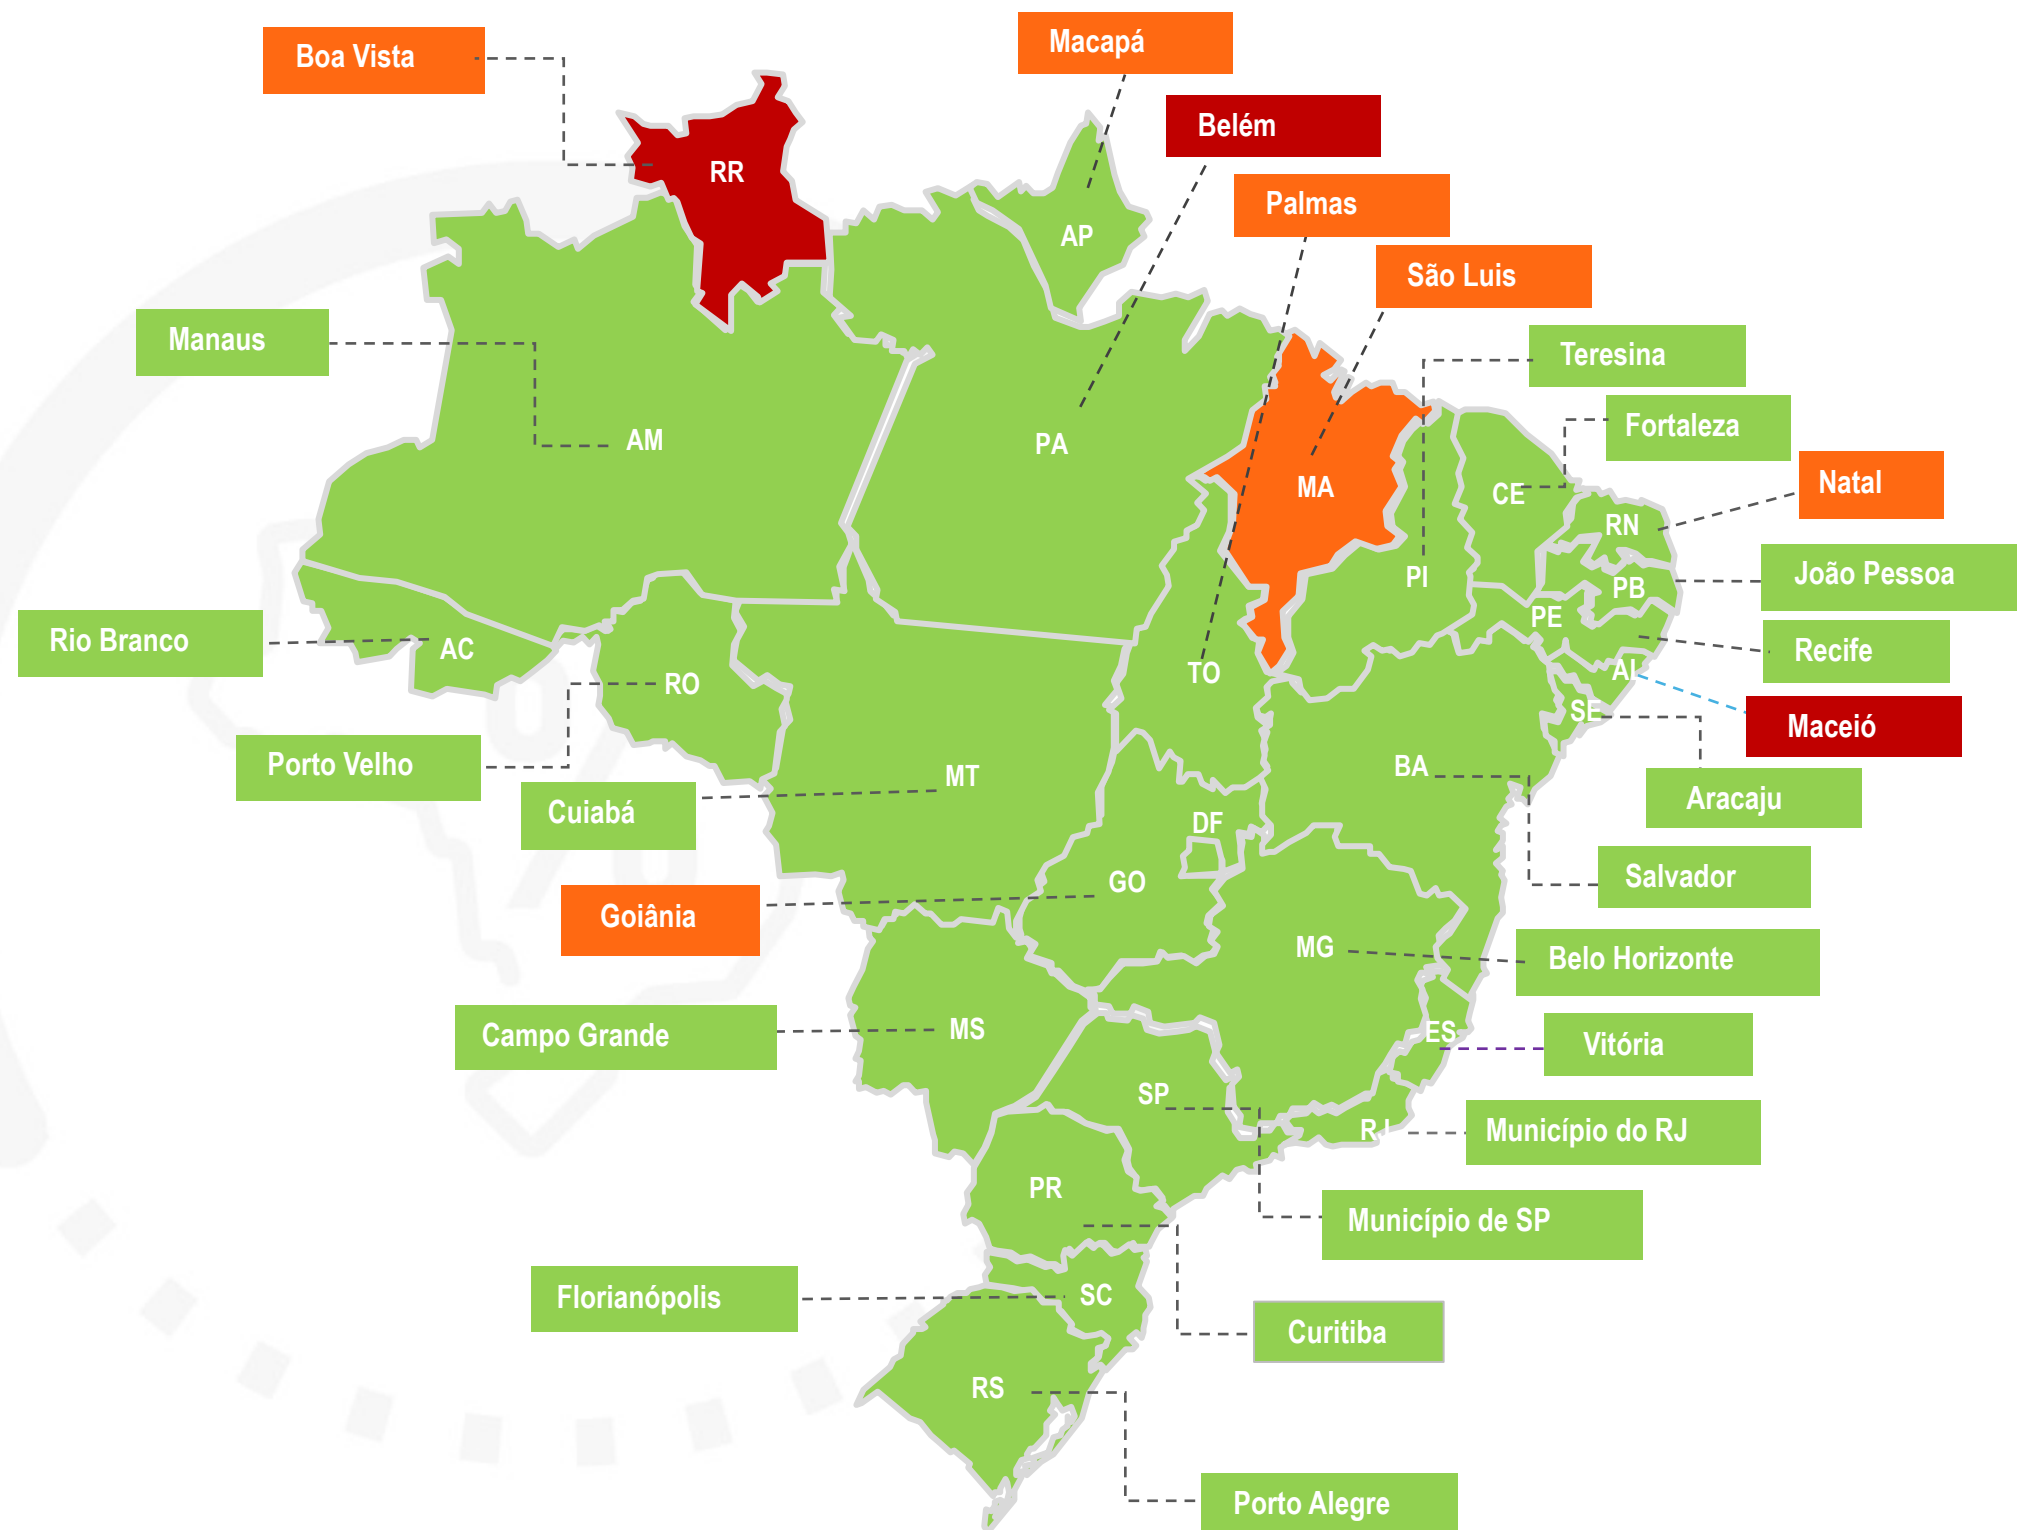 Macapá
Boa Vista
Belém
RR
Palmas
AP
São Luis
Manaus
Teresina
Fortaleza
AM
PA
Natal
MA
CE
RN
João Pessoa
PI
PB
PE
Rio Branco
AC
Recife
TO
AL
RO
SE
Maceió
Porto Velho
BA
MT
Aracaju
Cuiabá
DF
Salvador
GO
Goiânia
MG
Belo Horizonte
Campo Grande
MS
ES
Vitória
SP
RJ
Município do RJ
PR
Município de SP
Florianópolis
SC
Curitiba
RS
Porto Alegre